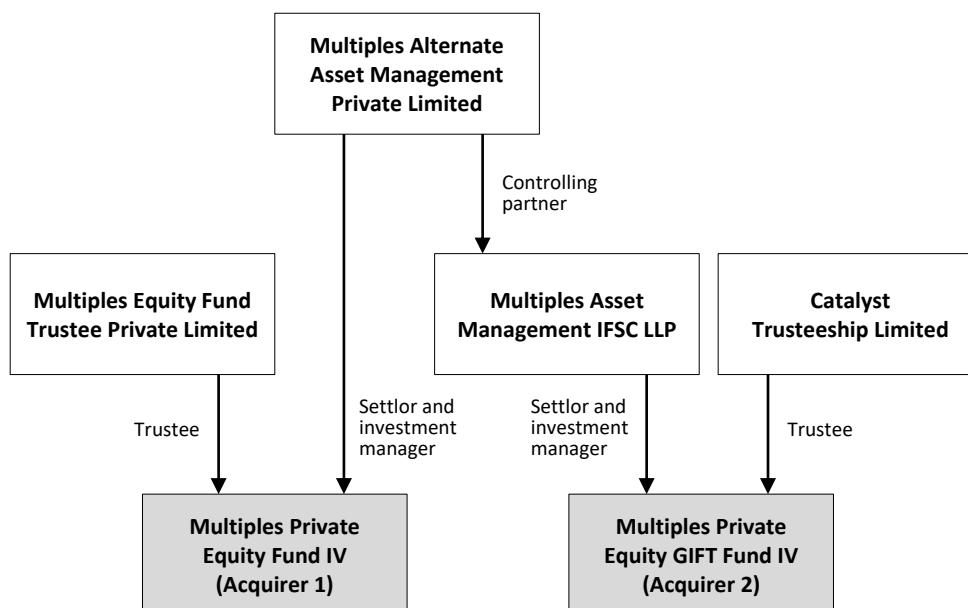 Multiples Alternate
Asset Management
Private Limited
Controlling
partner
Multiples Equity Fund
Trustee Private Limited
Multiples Asset
Management IFSC LLP
Catalyst
Trusteeship Limited
Trustee
Settlor and
investment
manager
Settlor and
investment
manager
Trustee
Multiples Private
Equity Fund IV
(Acquirer 1)
Multiples Private
Equity GIFT Fund IV
(Acquirer 2)